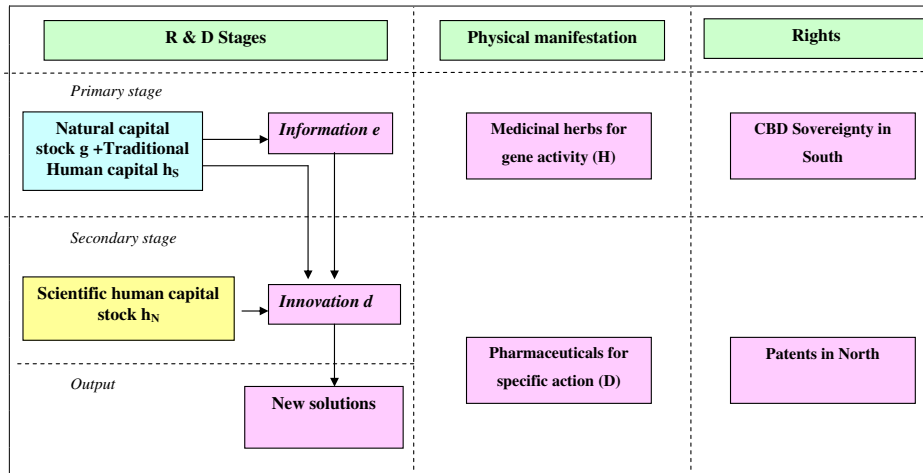 R & D Stages
Physical manifestation
Rights
Primary stage
Natural capital
stock g +Traditional
Human capital hS
Information e
Medicinal herbs for
gene activity (H)
CBD Sovereignty in
South
Secondary stage
Scientific human capital
stock hN
Innovation d
Pharmaceuticals for
specific action (D)
Patents in North
Output
New solutions